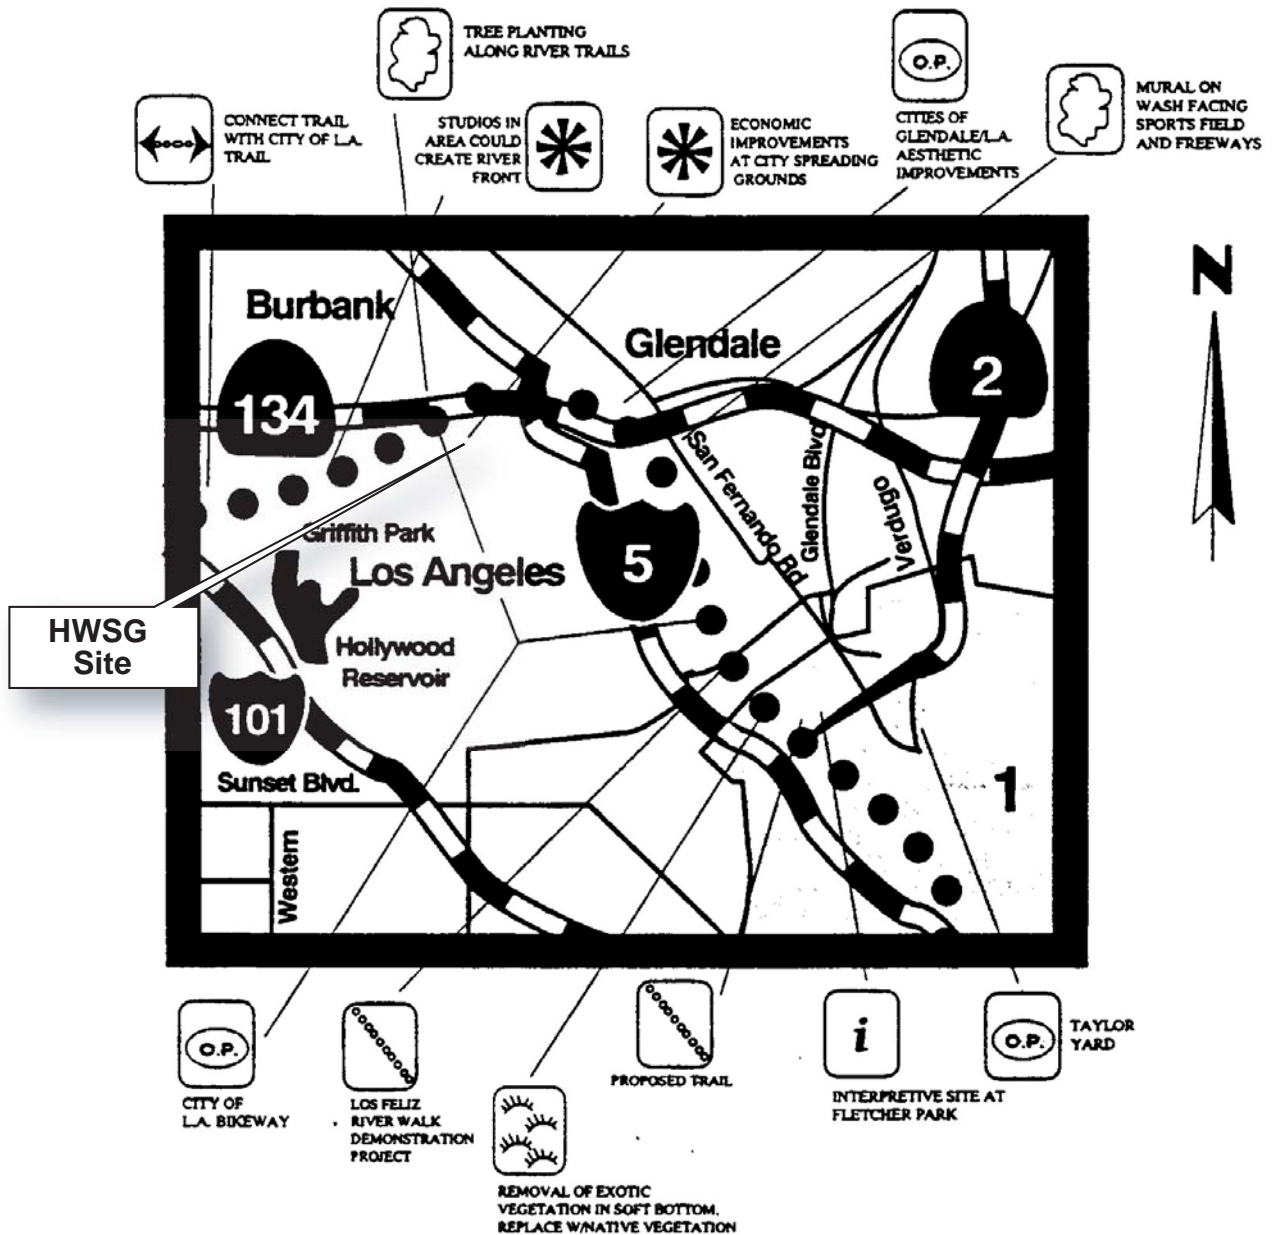 TREE PLANTING
ALONG RIVER TRAILS
O.P.
CITIES OF
GLENDALE/L.A.
AESTHETIC
IMPROVEMENTS
MURAL ON
WASH FACING
SPORTS FIELD
AND FREEWAYS
CONNECT TRAIL
WITH CITY OF L.A.
TRAIL
STUDIOS IN
AREA COULD
CREATE RIVER
FRONT
ECONOMIC
IMPROVEMENTS
AT CITY SPREADING
GROUNDS
N
Burbank
Glendale
134
2
San Fernando Rd.
Glendale Blvd.
Verdugo
Griffith Park
Los Angeles
5
HWSG
Site
Hollywood
Reservoir
101
Sunset Blvd.
Western
1
O.P.
CITY OF
L.A. BIKEWAY
LOS FELIZ
RIVER WALK
DEMONSTRATION
PROJECT
REMOVAL OF EXOTIC
VEGETATION IN SOFT BOTTOM,
REPLACE W/NATIVE VEGETATION
PROPOSED TRAIL
i
INTERPRETIVE SITE AT
FLETCHER PARK
O.P.
TAYLOR
YARD